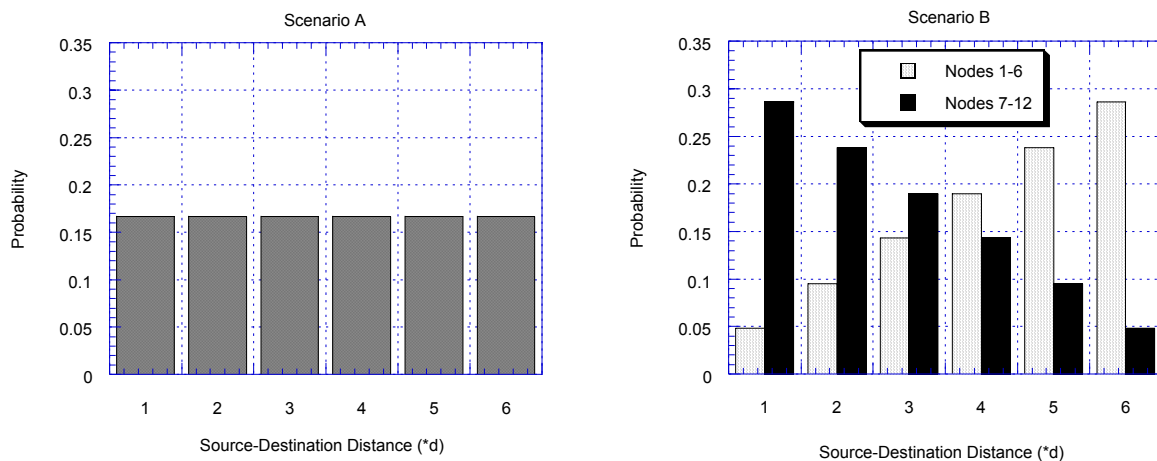 Scenario A
0.35
0.3
0.25
0.2
0.15
0.1
0.05
0
Probability
1 2 3 4 5 6
Source-Destination Distance (*d)
Scenario B
0.35
0.3
0.25
0.2
0.15
0.1
0.05
0
Probability
Nodes 1-6
Nodes 7-12
1 2 3 4 5 6
Source-Destination Distance (*d)